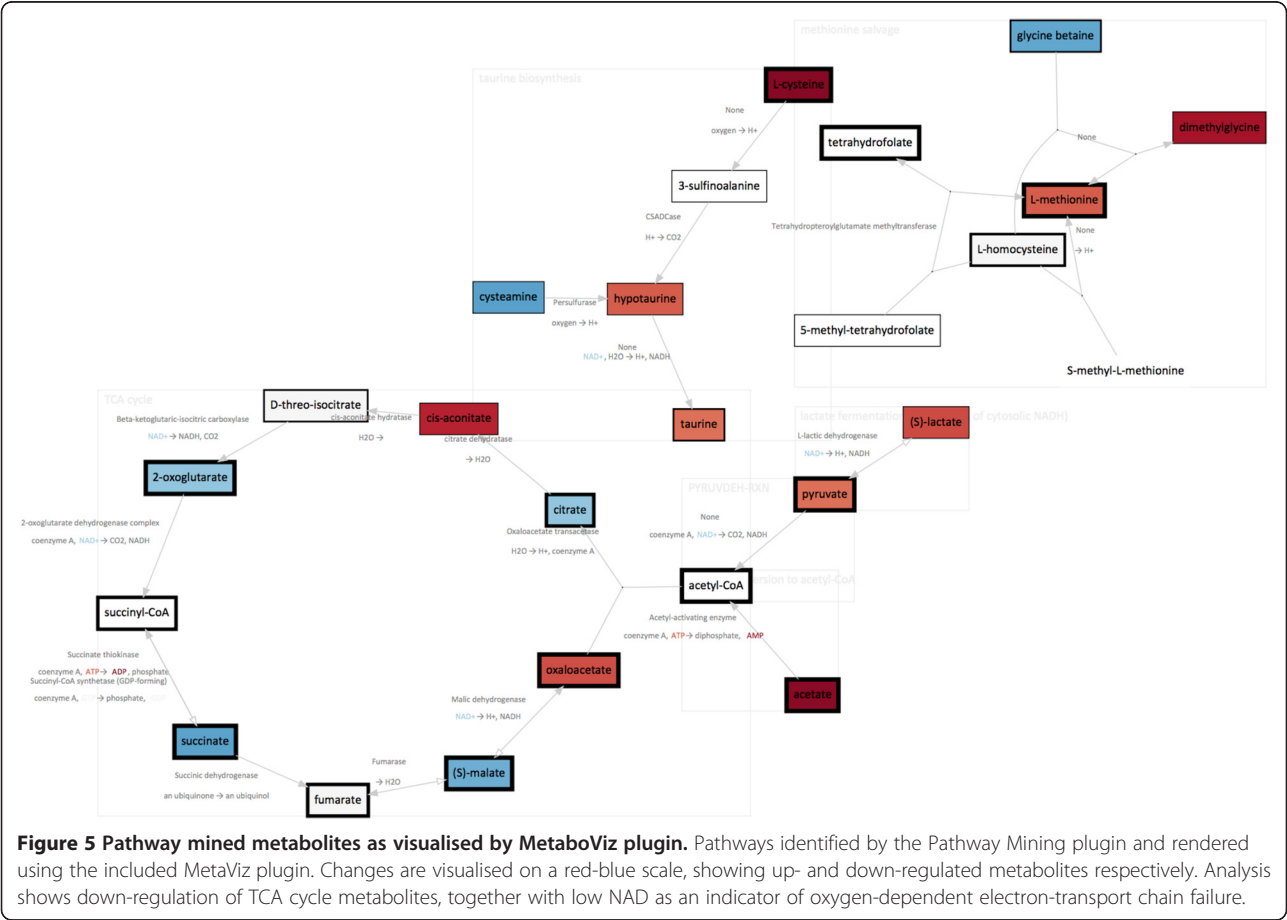 methionine salvage
glycine betaine
taurine biosynthesis
L-cysteine
None
oxygen → H+
dimethylglycine
None
tetrahydrofolate
3-sulfinoalanine
L-methionine
CSADCase
H+ → CO2
Tetrahydropteroylglutamate methyltransferase
None
→ H+
L-homocysteine
cysteamine
Persulfurase
oxygen → H+
hypotaurine
5-methyl-tetrahydrofolate
None
NAD+, H2O → H+, NADH
S-methyl-L-methionine
TCA cycle
D-threo-isocitrate
cis-aconitate hydratase
H2O →
cis-aconitate
citrate dehydratase
→ H2O
taurine
lactate fermentation
of cytosolic NADH)
(S)-lactate
Beta-ketoglutaric-isocitric carboxylase
NAD+ → NADH, CO2
L-lactic dehydrogenase
NAD+ → H+, NADH
2-oxoglutarate
PYRUVDEH-RXN
pyruvate
citrate
None
coenzyme A, NAD+ → CO2, NADH
2-oxoglutarate dehydrogenase complex
coenzyme A, NAD+ → CO2, NADH
Oxaloacetate transacetase
H2O → H+, coenzyme A
acetyl-CoA
ersion to acetyl-CoA
succinyl-CoA
Acetyl-activating enzyme
coenzyme A, ATP → diphosphate, AMP
Succinate thiokinase
coenzyme A, ATP → ADP, phosphate
Succinyl-CoA synthetase (GDP-forming)
coenzyme A, → phosphate,
oxaloacetate
acetate
Malic dehydrogenase
NAD+ → H+, NADH
succinate
Succinic dehydrogenase
an ubiquinone → an ubiquinol
Fumarase
→ H2O
(S)-malate
fumarate
Figure 5 Pathway mined metabolites as visualised by MetaboViz plugin. Pathways identified by the Pathway Mining plugin and rendered
using the included MetaViz plugin. Changes are visualised on a red-blue scale, showing up- and down-regulated metabolites respectively. Analysis
shows down-regulation of TCA cycle metabolites, together with low NAD as an indicator of oxygen-dependent electron-transport chain failure.